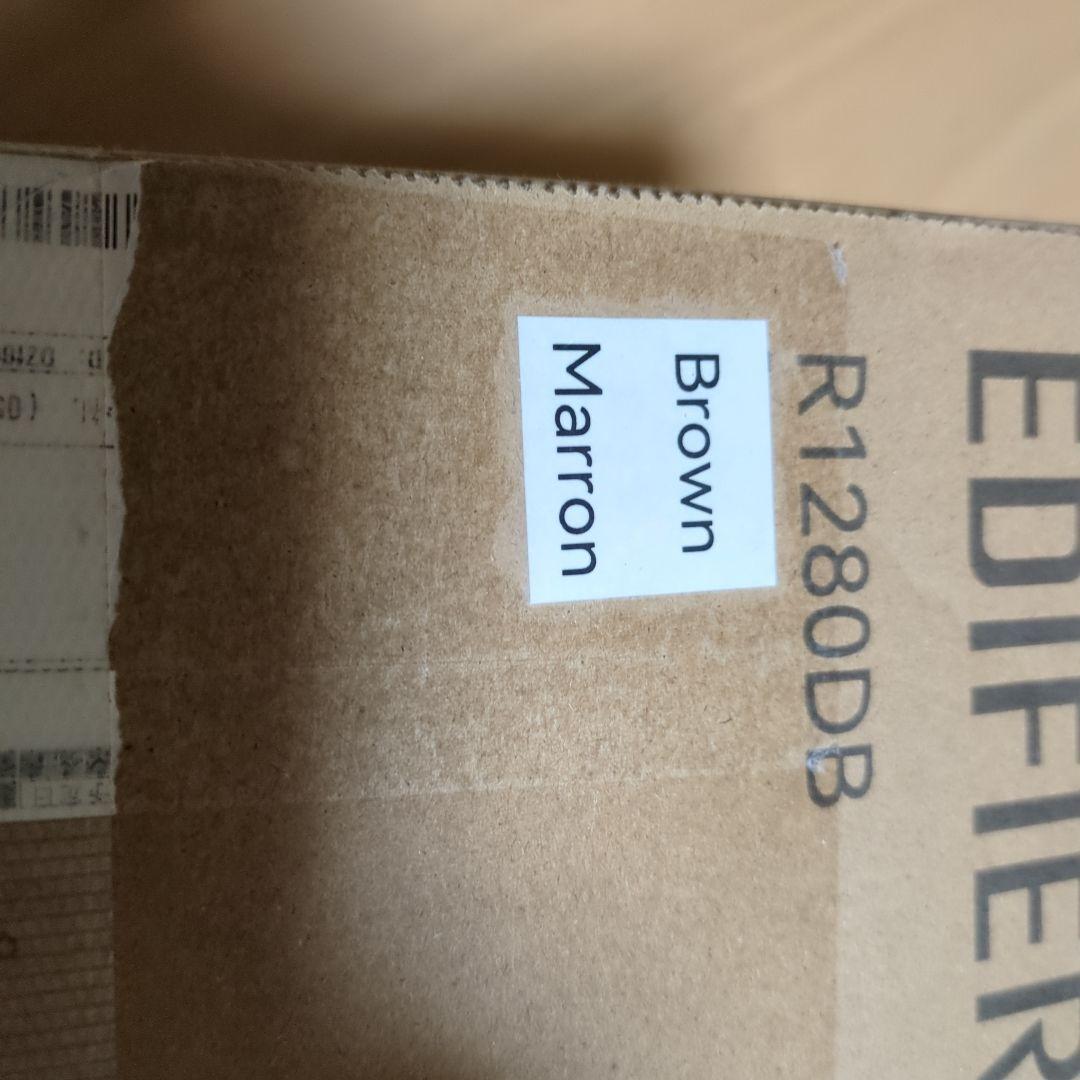 EDIFIER
R1280DB
Brown
Marron